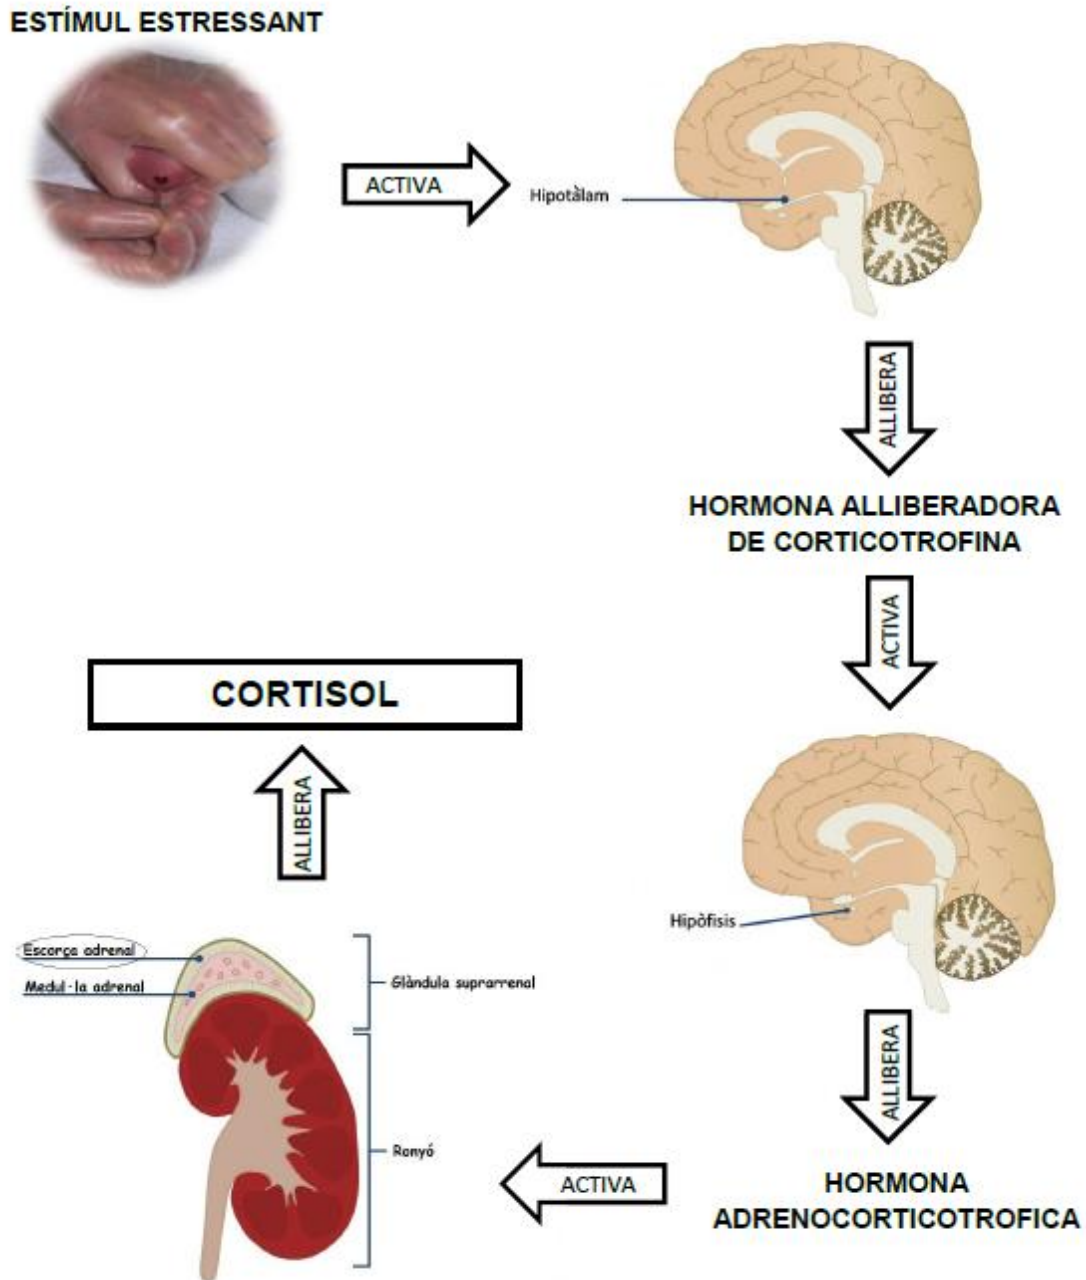 ESTÍMUL ESTRESSANT
ACTIVA
Hipotàlam
ALLIBERA
HORMONA ALLIBERADORA
DE CORTICOTROFINA
ACTIVA
Hipòfisis
ALLIBERA
HORMONA
ADRENOCORTICOTROFICA
ACTIVA
Escorça adrenal
Medul·la adrenal
Glàndula suprarrenal
Ronyó
ALLIBERA
CORTISOL